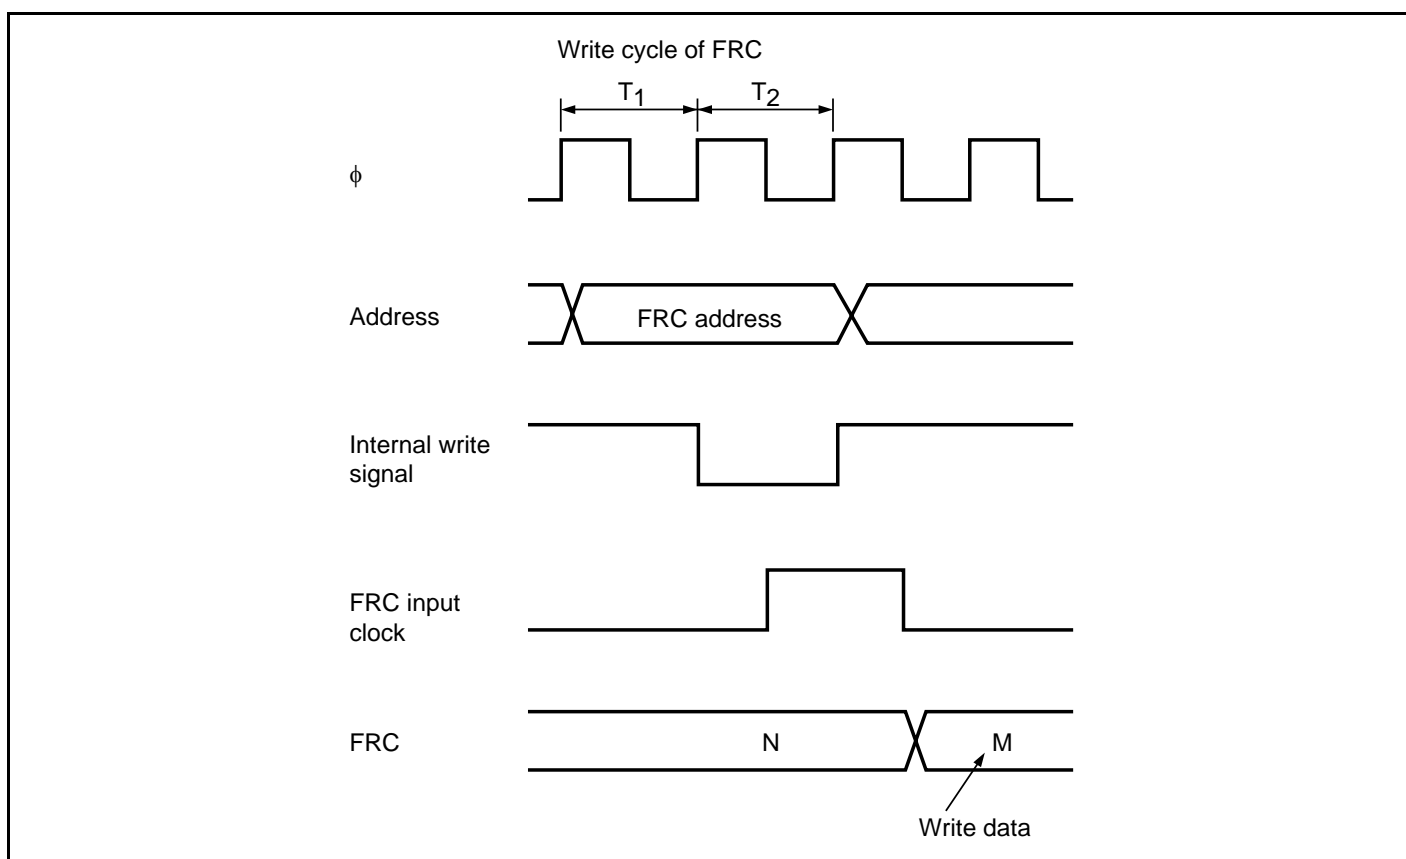 Write cycle of FRC
T1 T2
ϕ
Address
FRC address
Internal write
signal
FRC input
clock
FRC
N
M
Write data